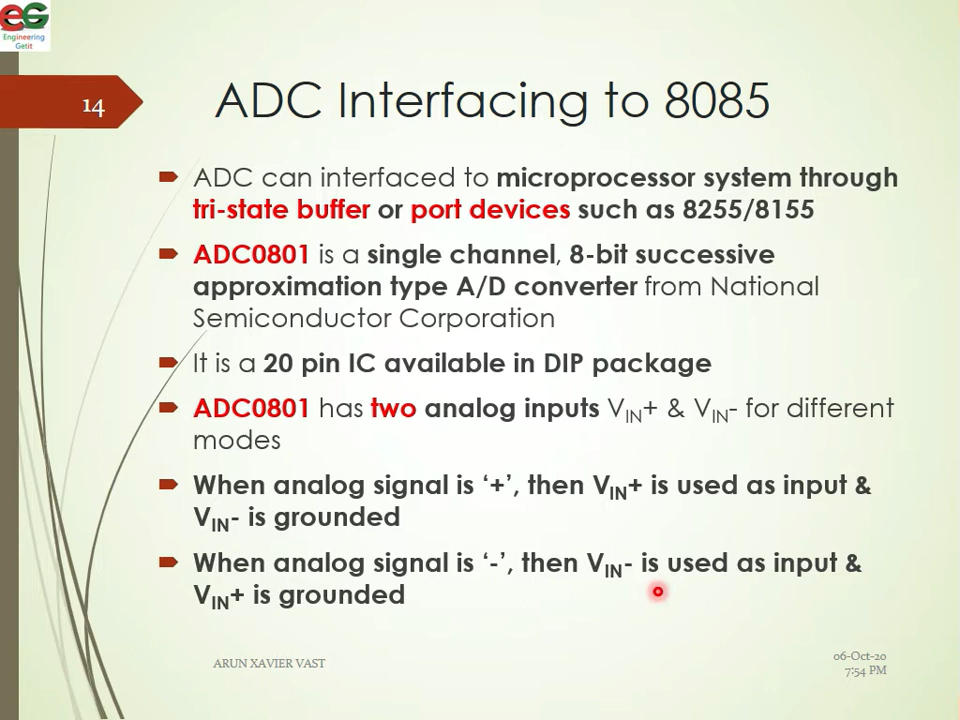 Engineering
Getit
14
ADC Interfacing to 8085
ADC can interfaced to microprocessor system through
tri-state buffer or port devices such as 8255/8155
ADC0801 is a single channel, 8-bit successive
approximation type A/D converter from National
Semiconductor Corporation
It is a 20 pin IC available in DIP package
ADC0801 has two analog inputs VIN+ & VIN- for different
modes
When analog signal is ‘+’, then VIN+ is used as input &
VIN- is grounded
When analog signal is ‘-’, then VIN- is used as input &
VIN+ is grounded
ARUN XAVIER VAST
06-Oct-20
7:54 PM